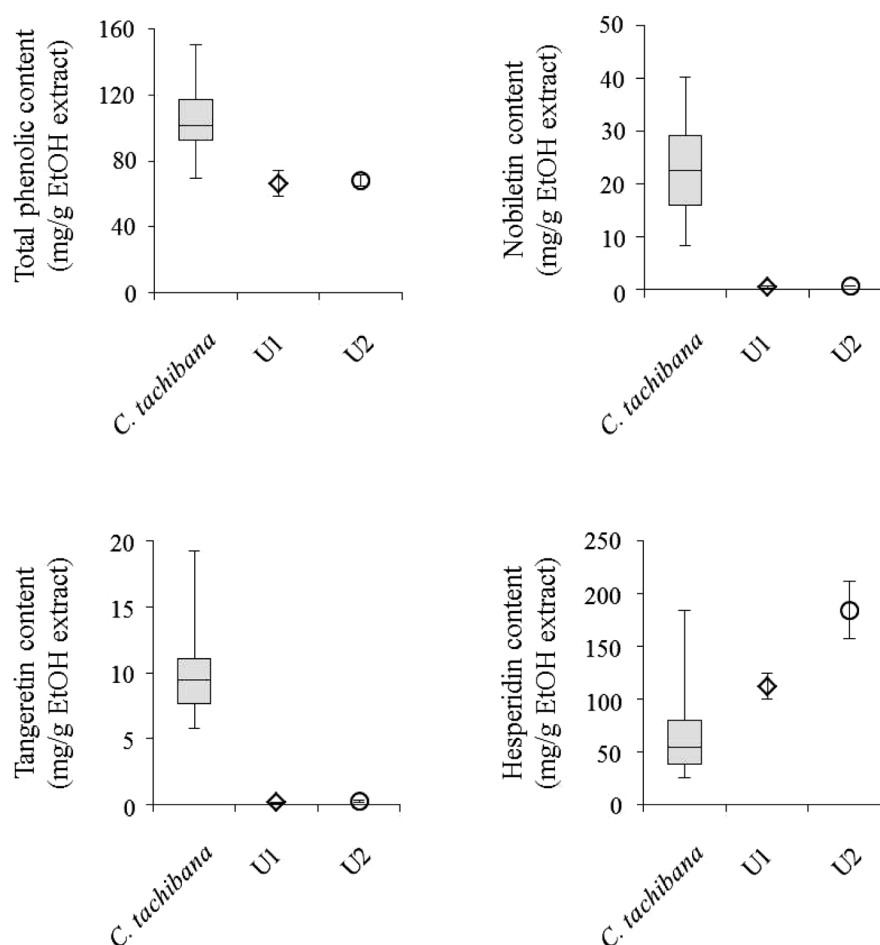 Total phenolic content
(mg/g EtOH extract)
160
120
80
40
0
C. tachibana
U1
U2
Nobiletin content
(mg/g EtOH extract)
50
40
30
20
10
0
C. tachibana
U1
U2
Tangeretin content
(mg/g EtOH extract)
20
15
10
5
0
C. tachibana
U1
U2
Hesperidin content
(mg/g EtOH extract)
250
200
150
100
50
0
C. tachibana
U1
U2